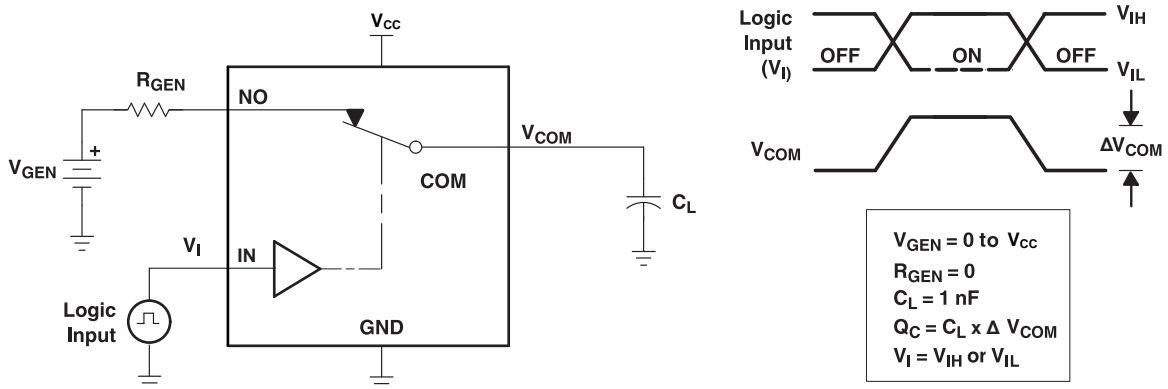 VCC
RGEN
NO
VGEN
+
VCOM
COM
CL
VI
IN
Logic
Input
GND
Logic
Input
(VI)
OFF
ON
OFF
VIH
VIL
VCOM
ΔVCOM
VGEN = 0 to VCC
RGEN = 0
CL = 1 nF
QC = CL x Δ VCOM
VI = VIH or VIL